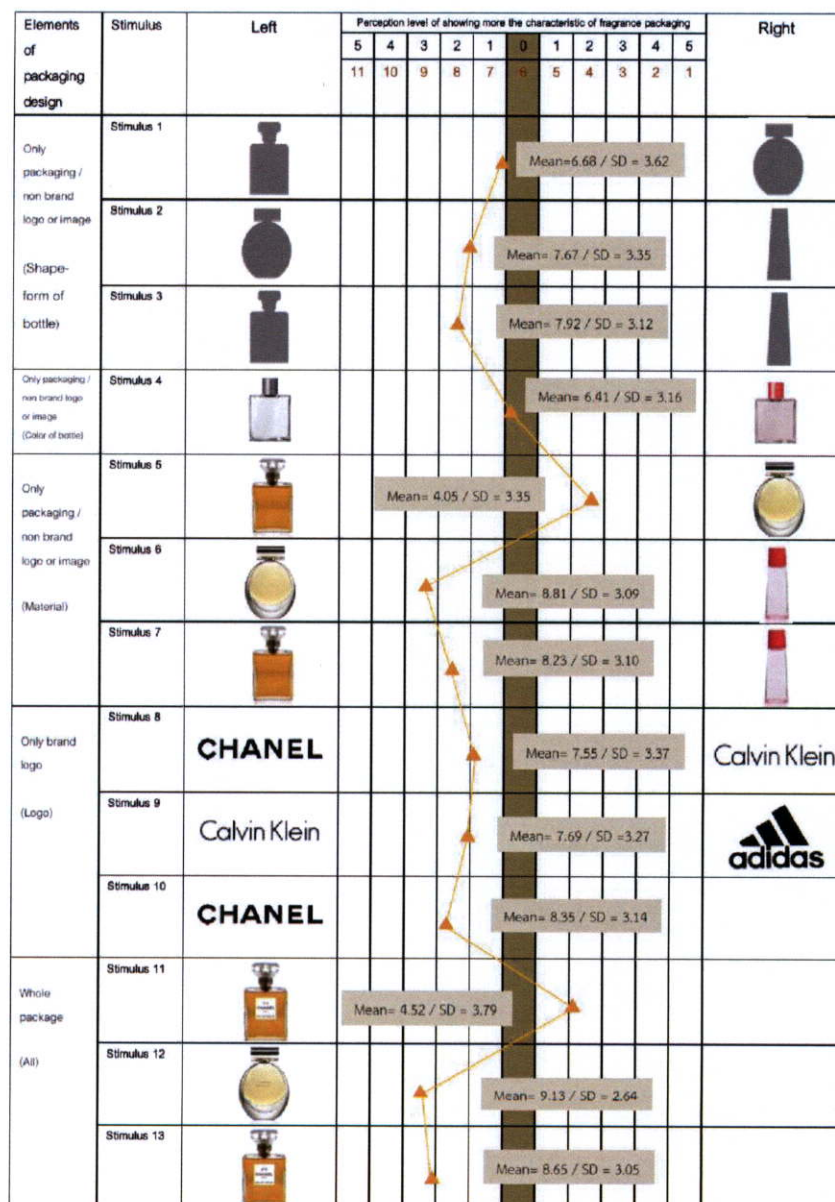 Elements of packaging design
Stimulus
Left
Perception level of showing more the characteristic of fragrance packaging
Right
5 4 3 2 1 0 1 2 3 4 5
11 10 9 8 7 6 5 4 3 2 1
Only
packaging /
non brand
logo or image
(Shape-
form of
bottle)
Stimulus 1
Mean=6.68 / SD = 3.62
Stimulus 2
Mean= 7.67 / SD = 3.35
Stimulus 3
Mean= 7.92 / SD = 3.12
Only packaging /
non brand logo
or image
(Color of bottle)
Stimulus 4
Mean= 6.41 / SD = 3.16
Only
packaging /
non brand
logo or image
(Material)
Stimulus 5
Mean= 4.05 / SD = 3.35
Stimulus 6
Mean= 8.81 / SD = 3.09
Stimulus 7
Mean= 8.23 / SD = 3.10
Only brand
logo
(Logo)
Stimulus 8
CHANEL
Mean= 7.55 / SD = 3.37
Calvin Klein
Stimulus 9
Calvin Klein
Mean= 7.69 / SD =3.27
adidas
Stimulus 10
CHANEL
Mean= 8.35 / SD = 3.14
Whole
package
(All)
Stimulus 11
CHANEL
Mean= 4.52 / SD = 3.79
Stimulus 12
Mean= 9.13 / SD = 2.64
Stimulus 13
Mean= 8.65 / SD = 3.05